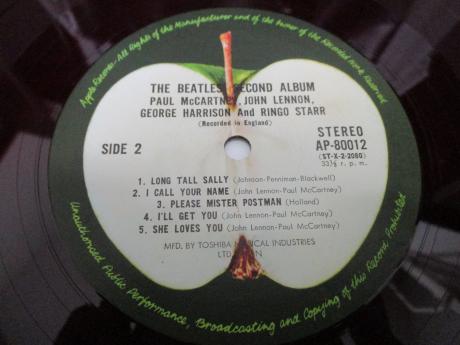 Apple Records · All Rights of the Manufacturer and of the Owner of the Recorded Work Reserved
THE BEATLES' SECOND ALBUM
PAUL McCARTNEY, JOHN LENNON,
GEORGE HARRISON And RINGO STARR
(Recorded in England)
SIDE 2
STEREO
AP-80012
(ST-X-2-2080)
33⅓ r. p. m.
1. LONG TALL SALLY (Johnson-Penniman-Blackwell)
2. I CALL YOUR NAME (John Lennon-Paul McCartney)
3. PLEASE MISTER POSTMAN (Holland)
4. I'LL GET YOU (John Lennon-Paul McCartney)
5. SHE LOVES YOU (John Lennon-Paul McCartney)
MFD. BY TOSHIBA MUSICAL INDUSTRIES
LTD.
Unauthorized Public Performance, Broadcasting and Copying of this Record Prohibited